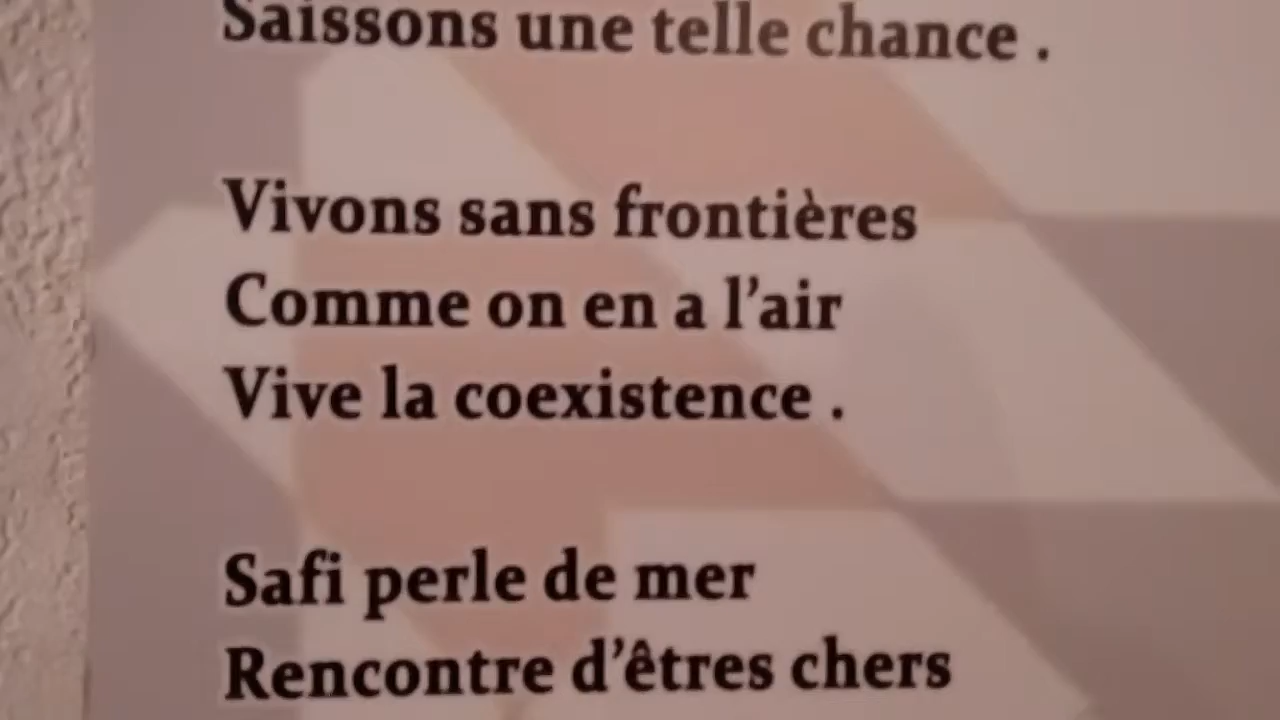 Saissons une telle chance .
Vivons sans frontières
Comme on en a l’air
Vive la coexistence .
Safi perle de mer
Rencontre d’êtres chers